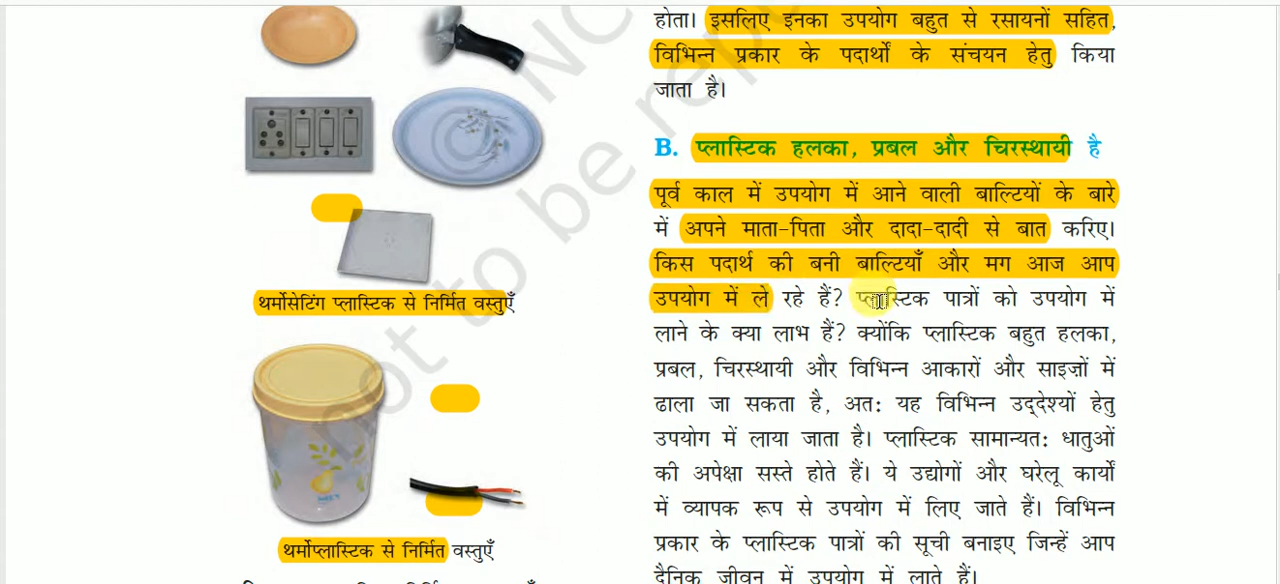 थर्मोसेटिंग प्लास्टिक से निर्मित वस्तुएँ
थर्मोप्लास्टिक से निर्मित वस्तुएँ
होता। इसलिए इनका उपयोग बहुत से रसायनों सहित,
विभिन्न प्रकार के पदार्थों के संचयन हेतु किया
जाता है।
B. प्लास्टिक हलका, प्रबल और चिरस्थायी है
पूर्व काल में उपयोग में आने वाली बाल्टियों के बारे
में अपने माता-पिता और दादा-दादी से बात करिए।
किस पदार्थ की बनी बाल्टियाँ और मग आज आप
उपयोग में ले रहे हैं? प्लास्टिक पात्रों को उपयोग में
लाने के क्या लाभ हैं? क्योंकि प्लास्टिक बहुत हलका,
प्रबल, चिरस्थायी और विभिन्न आकारों और साइज़ों में
ढाला जा सकता है, अत: यह विभिन्न उद्देश्यों हेतु
उपयोग में लाया जाता है। प्लास्टिक सामान्यत: धातुओं
की अपेक्षा सस्ते होते हैं। ये उद्योगों और घरेलू कार्यों
में व्यापक रूप से उपयोग में लिए जाते हैं। विभिन्न
प्रकार के प्लास्टिक पात्रों की सूची बनाइए जिन्हें आप
दैनिक जीवन में उपयोग में लाते हैं।
not to be